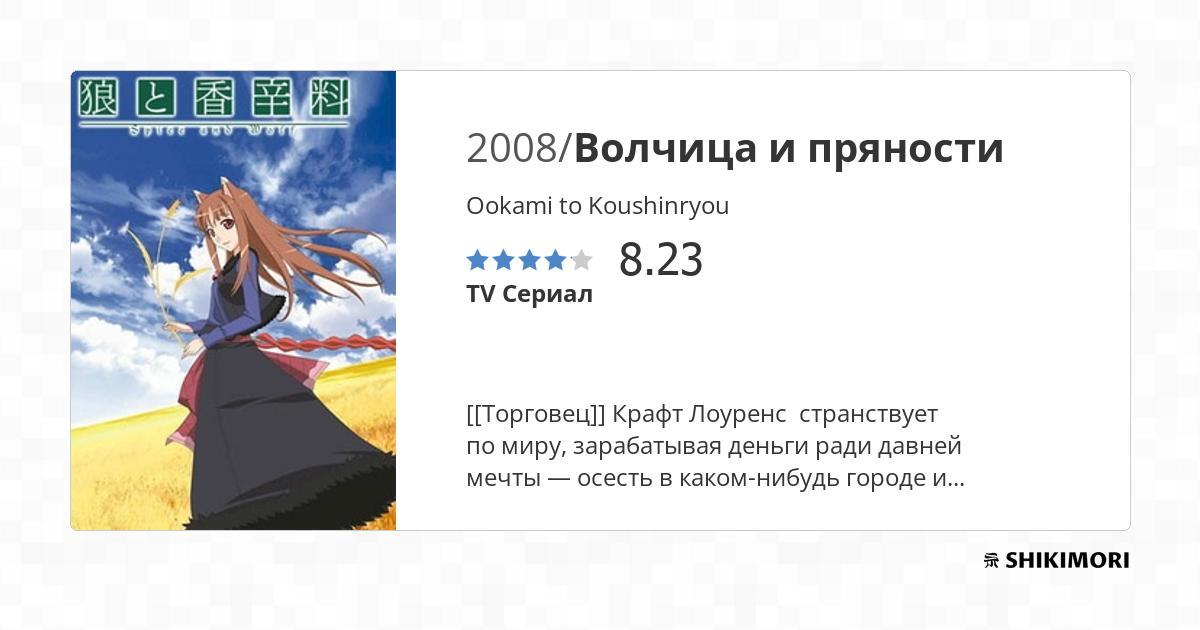 狼と香辛料
Spice and Wolf
2008/Волчица и пряности
Ookami to Koushinryou
8.23
TV Сериал
[[Торговец]] Крафт Лоуренс странствует
по миру, зарабатывая деньги ради давней
мечты — осесть в каком-нибудь городе и...
SHIKIMORI